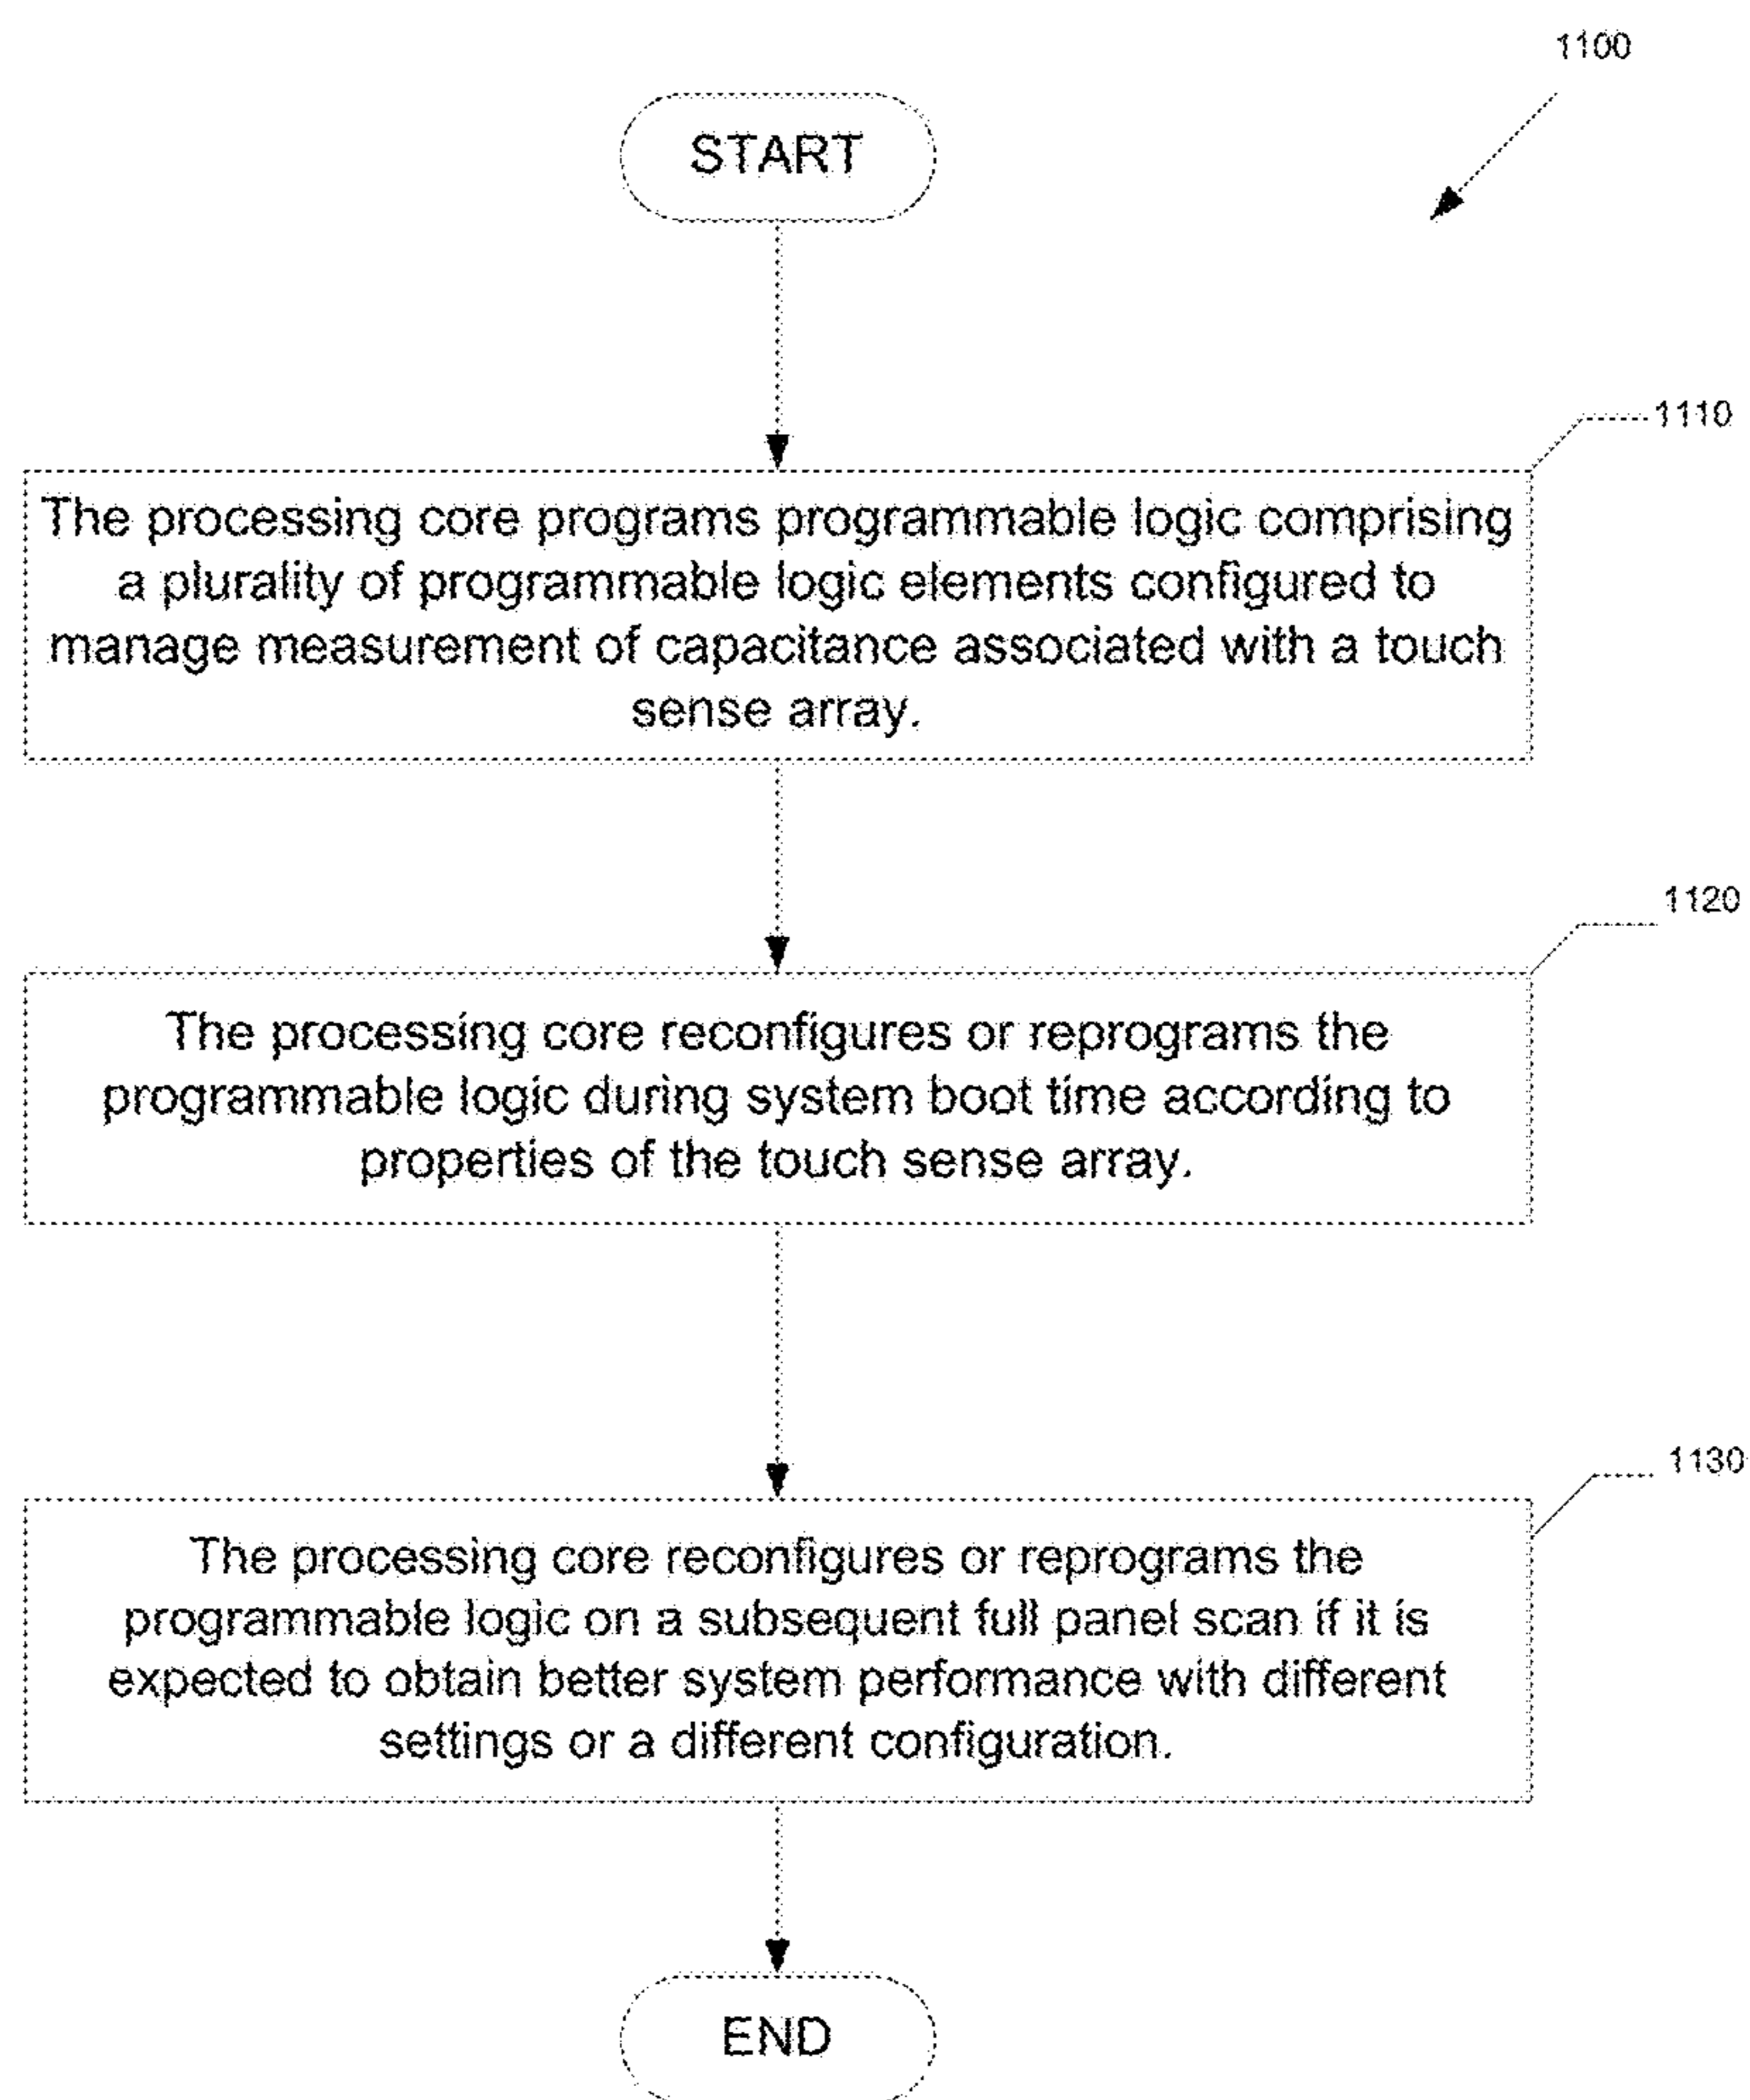 1100
START
1110
The processing core programs programmable logic comprising
a plurality of programmable logic elements configured to
manage measurement of capacitance associated with a touch
sense array.
1120
The processing core reconfigures or reprograms the
programmable logic during system boot time according to
properties of the touch sense array.
1130
The processing core reconfigures or reprograms the
programmable logic on a subsequent full panel scan if it is
expected to obtain better system performance with different
settings or a different configuration.
END